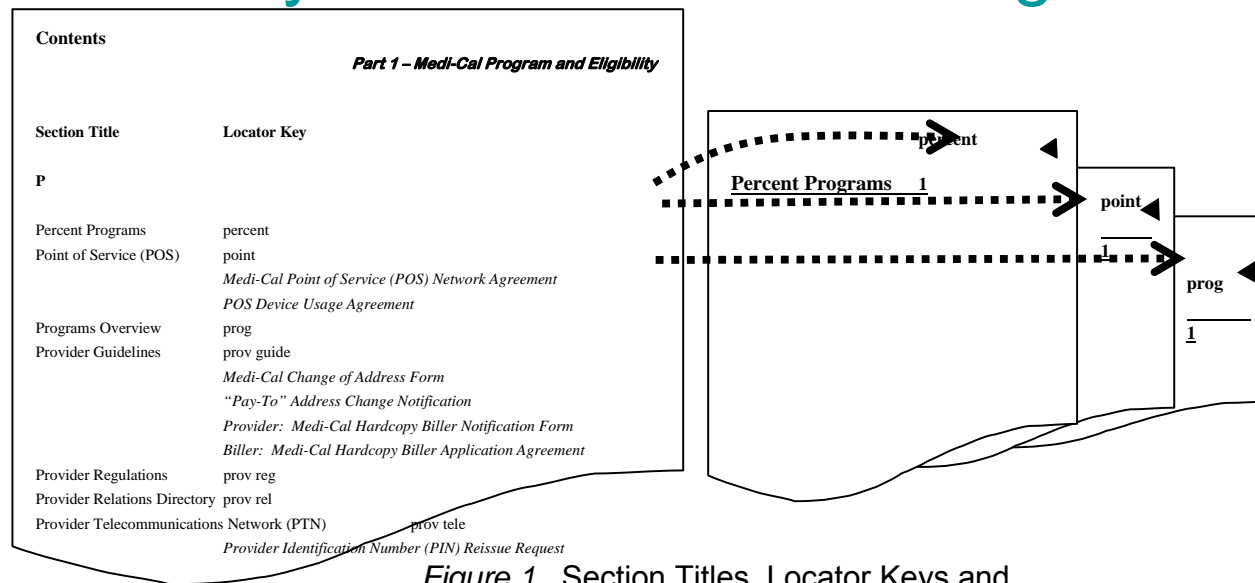 Contents
Part 1 – Medi-Cal Program and Eligibility
Section Title Locator Key
P
Percent Programs percent
Point of Service (POS) point
Medi-Cal Point of Service (POS) Network Agreement
POS Device Usage Agreement
Programs Overview prog
Provider Guidelines prov guide
Medi-Cal Change of Address Form
“Pay-To” Address Change Notification
Provider: Medi-Cal Hardcopy Biller Notification Form
Biller: Medi-Cal Hardcopy Biller Application Agreement
Provider Regulations prov reg
Provider Relations Directory prov rel
Provider Telecommunications Network (PTN) prov tele
Provider Identification Number (PIN) Reissue Request
percent
Percent Programs 1
point
1
prog
1
Figure 1. Section Titles, Locator Keys and